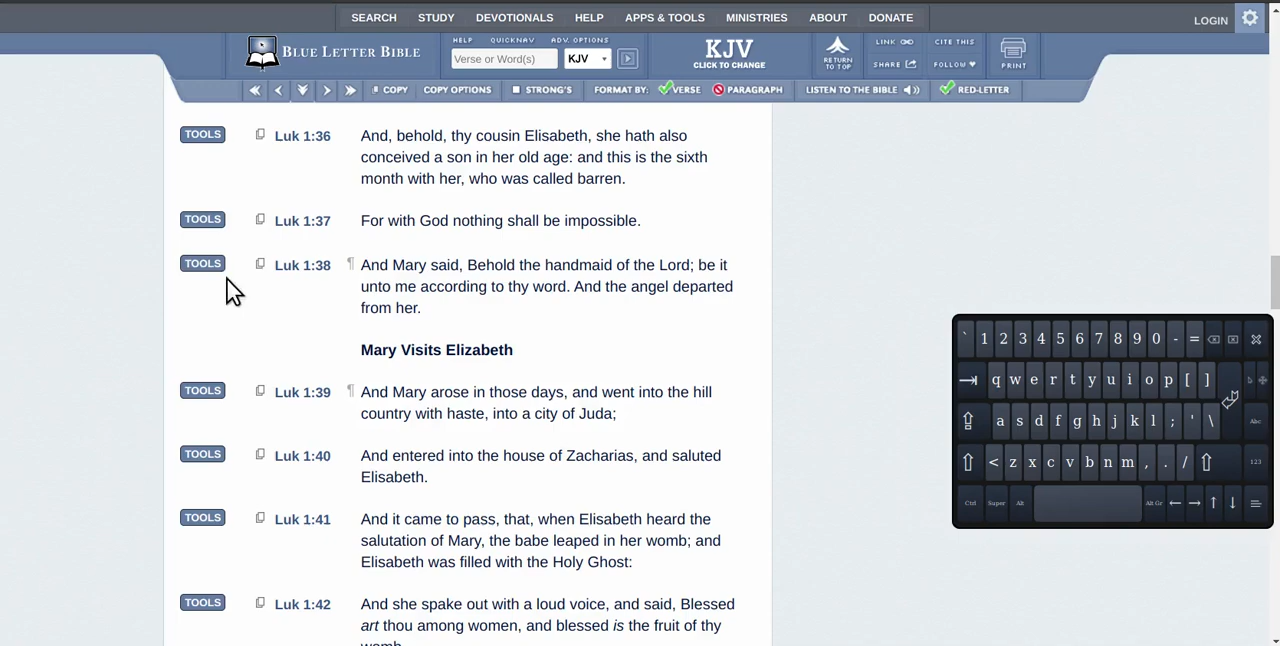 SEARCH STUDY DEVOTIONALS HELP APPS & TOOLS MINISTRIES ABOUT DONATE LOGIN
BLUE LETTER BIBLE
HELP QUICKNAV ADV. OPTIONS
Verse or Word(s) KJV
KJV
CLICK TO CHANGE
RETURN
TO TOP
LINK CITE THIS
SHARE FOLLOW
PRINT
COPY COPY OPTIONS STRONG'S FORMAT BY: VERSE PARAGRAPH LISTEN TO THE BIBLE RED-LETTER
TOOLS Luk 1:36 And, behold, thy cousin Elisabeth, she hath also
conceived a son in her old age: and this is the sixth
month with her, who was called barren.
TOOLS Luk 1:37 For with God nothing shall be impossible.
TOOLS Luk 1:38 ¶ And Mary said, Behold the handmaid of the Lord; be it
unto me according to thy word. And the angel departed
from her.
Mary Visits Elizabeth
TOOLS Luk 1:39 ¶ And Mary arose in those days, and went into the hill
country with haste, into a city of Juda;
TOOLS Luk 1:40 And entered into the house of Zacharias, and saluted
Elisabeth.
TOOLS Luk 1:41 And it came to pass, that, when Elisabeth heard the
salutation of Mary, the babe leaped in her womb; and
Elisabeth was filled with the Holy Ghost:
TOOLS Luk 1:42 And she spake out with a loud voice, and said, Blessed
art thou among women, and blessed is the fruit of thy
womb.
` 1 2 3 4 5 6 7 8 9 0 - =
q w e r t y u i o p [ ]
a s d f g h j k l ; ' \ Abc
< z x c v b n m , . / 123
Ctrl Super Alt Alt Gr ← → ↑ ↓